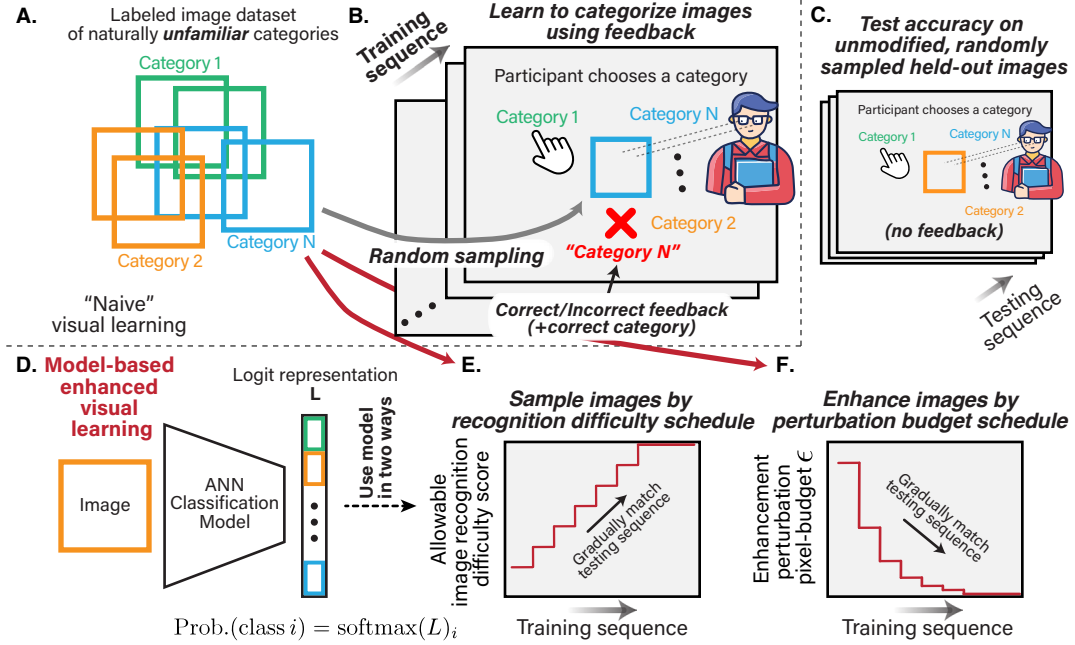 A.
Labeled image dataset
of naturally unfamiliar categories
Category 1
Category 2
Category N
“Naive”
visual learning
B.
Training
sequence
Learn to categorize images
using feedback
Participant chooses a category
Category 1
Category N
Category 2
“Category N”
Random sampling
Correct/Incorrect feedback
(+correct category)
C.
Test accuracy on
unmodified, randomly
sampled held-out images
Participant chooses a category
Category 1
Category N
Category 2
(no feedback)
Testing
sequence
D.
Model-based
enhanced
visual
learning
Image
ANN
Classification
Model
Logit representation
L
Use model
in two ways
Prob.(class i) = softmax(L)ᵢ
E.
Sample images by
recognition difficulty schedule
Allowable
image recognition
difficulty score
Gradually match
testing sequence
Training sequence
F.
Enhance images by
perturbation budget schedule
Enhancement
perturbation
pixel-budget ϵ
Gradually match
testing sequence
Training sequence